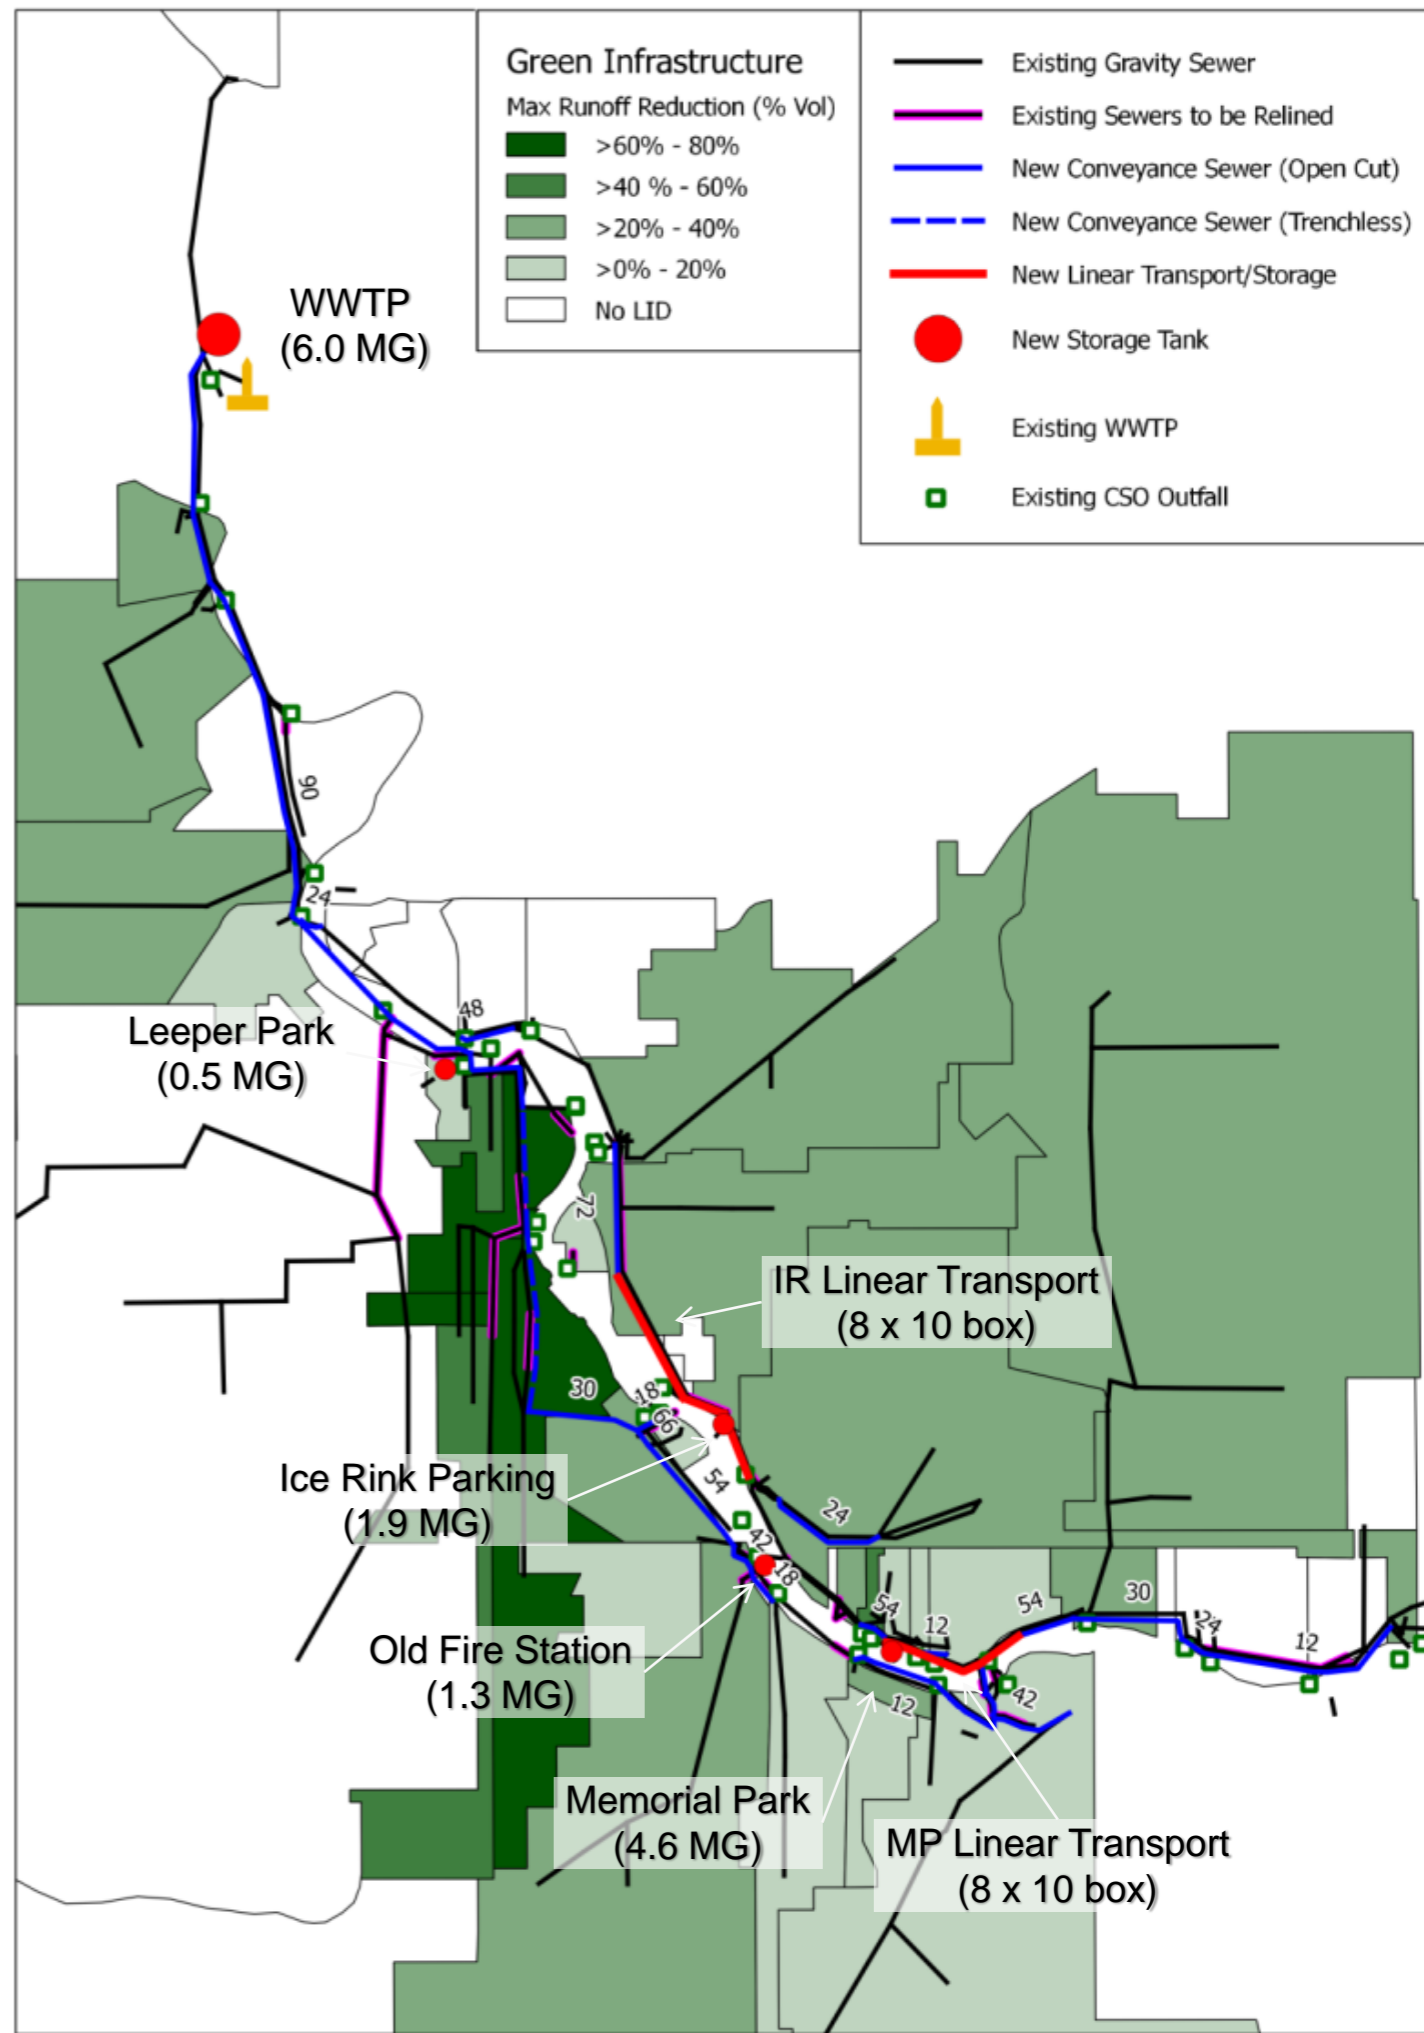 Green Infrastructure
Max Runoff Reduction (% Vol)
>60% - 80%
>40 % - 60%
>20% - 40%
>0% - 20%
No LID
Existing Gravity Sewer
Existing Sewers to be Relined
New Conveyance Sewer (Open Cut)
New Conveyance Sewer (Trenchless)
New Linear Transport/Storage
New Storage Tank
Existing WWTP
Existing CSO Outfall
WWTP
(6.0 MG)
90
24
48
Leeper Park
(0.5 MG)
72
IR Linear Transport
(8 x 10 box)
30
18
66
54
Ice Rink Parking
(1.9 MG)
24
42
18
54
12
54
30
24
12
Old Fire Station
(1.3 MG)
42
12
Memorial Park
(4.6 MG)
MP Linear Transport
(8 x 10 box)